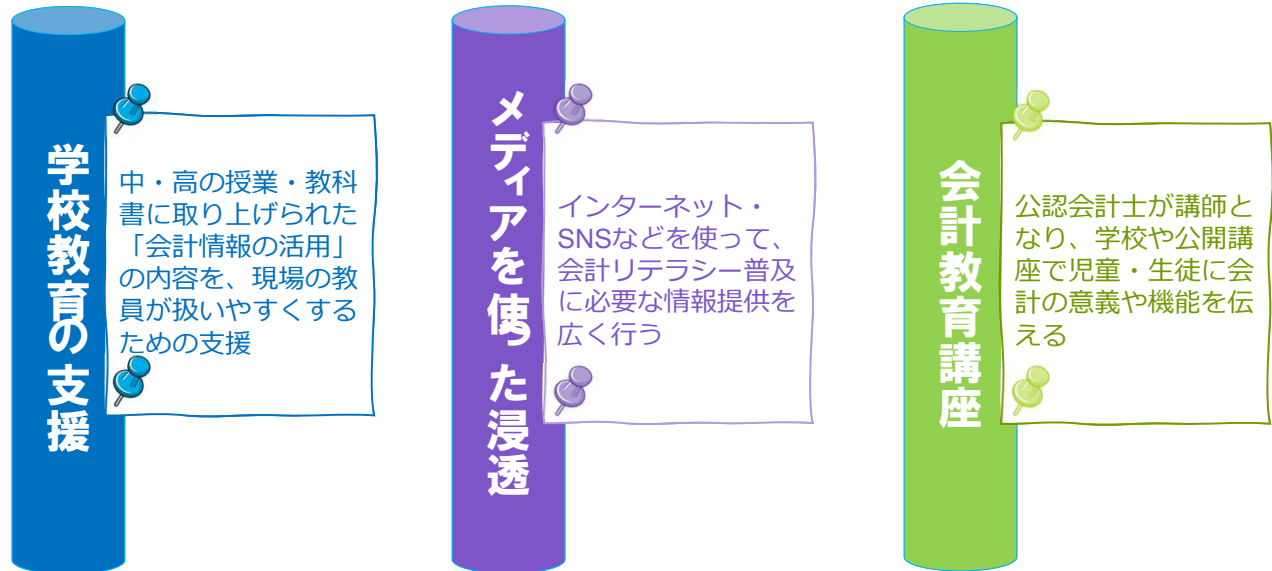 学校教育の支援
中・高の授業・教科
書に取り上げられた
「会計情報の活用」
の内容を、現場の教
員が扱いやすくする
ための支援
メディアを使った浸透
インターネット・
SNSなどを使って、
会計リテラシー普及
に必要な情報提供を
広く行う
会計教育講座
公認会計士が講師と
なり、学校や公開講
座で児童・生徒に会
計の意義や機能を伝
える